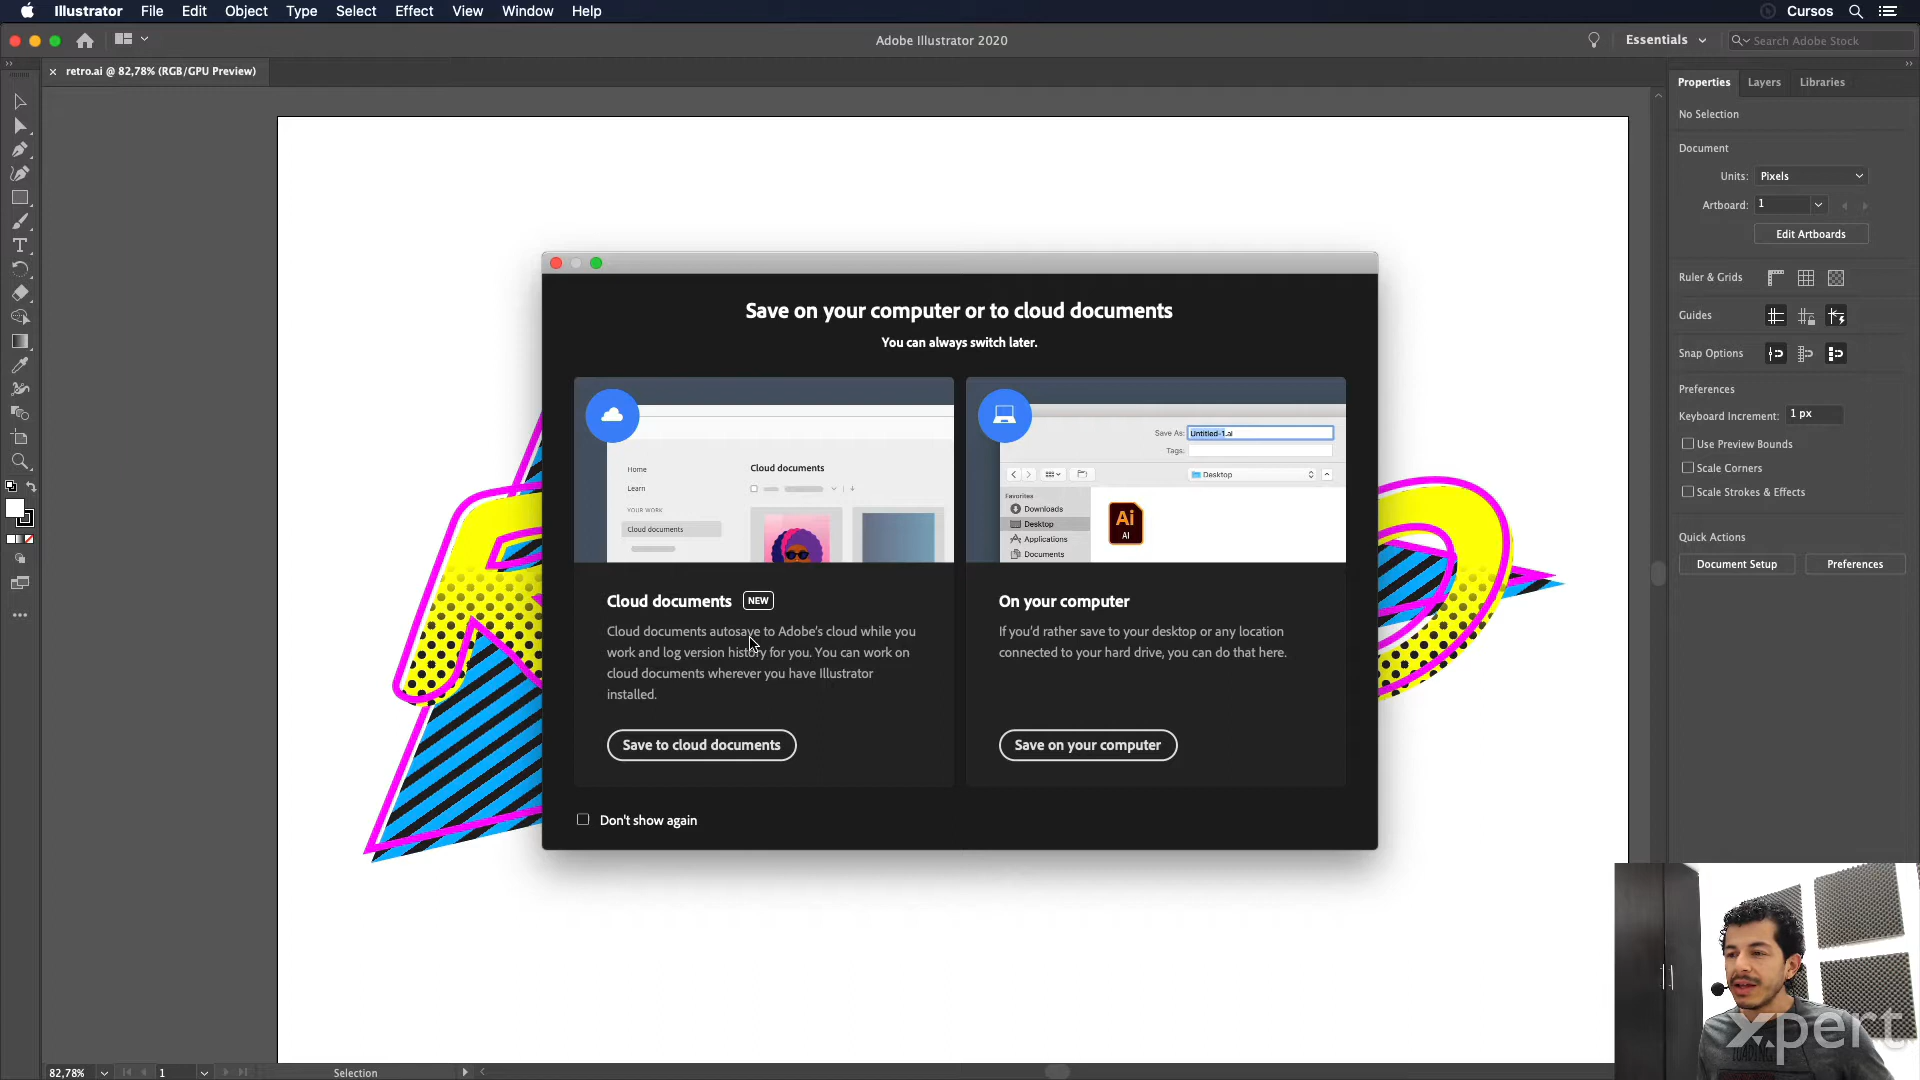 Illustrator File Edit Object Type Select Effect View Window Help
Cursos
Adobe Illustrator 2020
Essentials
Search Adobe Stock
retro.ai @ 82,78% (RGB/GPU Preview)
Properties Layers Libraries
No Selection
Document
Units: Pixels
Artboard: 1
Edit Artboards
Ruler & Grids
Guides
Snap Options
Preferences
Keyboard Increment: 1 px
Use Preview Bounds
Scale Corners
Scale Strokes & Effects
Quick Actions
Document Setup
Preferences
Save on your computer or to cloud documents
You can always switch later.
Home
Learn
YOUR WORK
Cloud documents
Cloud documents
Save As: Untitled-1.ai
Tags:
Desktop
Favorites
Downloads
Desktop
Applications
Documents
Ai
AI
Cloud documents NEW
Cloud documents autosave to Adobe's cloud while you
work and log version history for you. You can work on
cloud documents wherever you have Illustrator
installed.
Save to cloud documents
On your computer
If you'd rather save to your desktop or any location
connected to your hard drive, you can do that here.
Save on your computer
Don't show again
xpert
82,78%
1
Selection